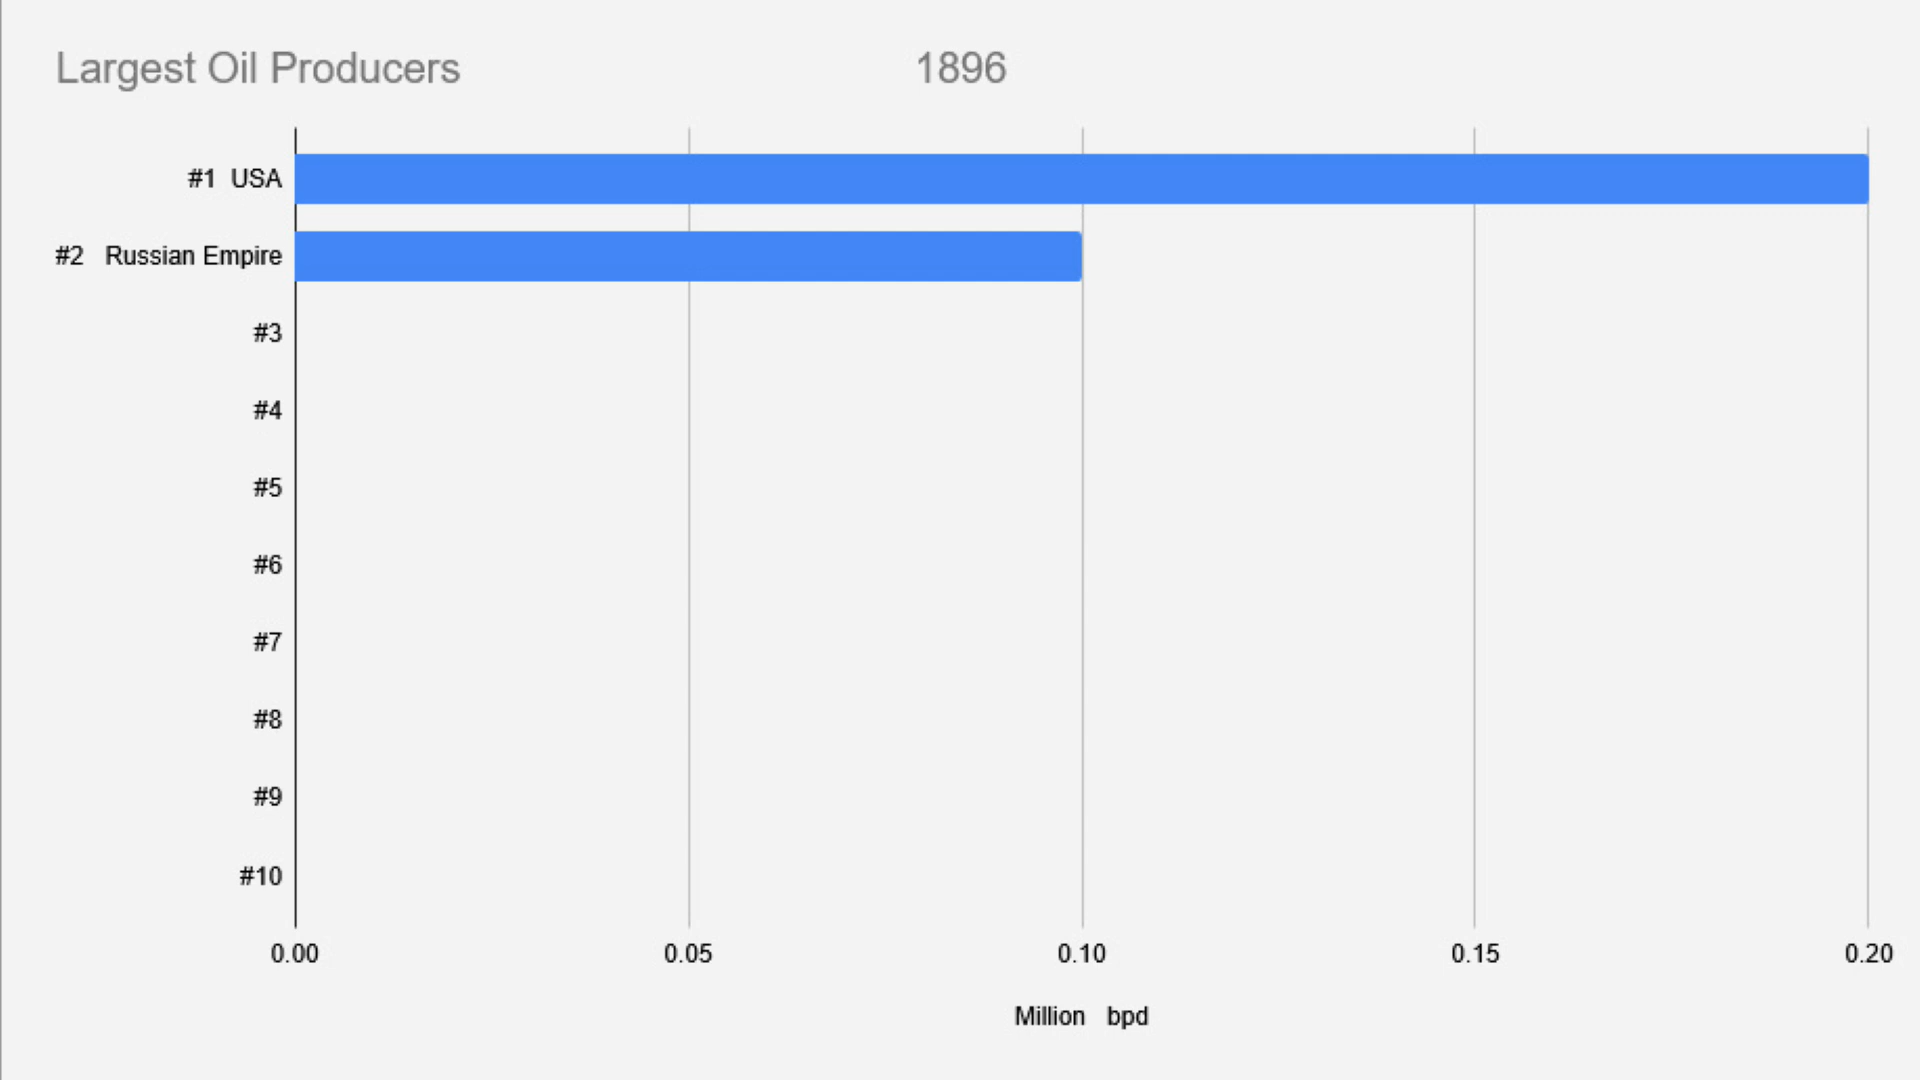 Largest Oil Producers
1896
#1 USA
#2 Russian Empire
#3
#4
#5
#6
#7
#8
#9
#10
0.00 0.05 0.10 0.15 0.20
Million bpd